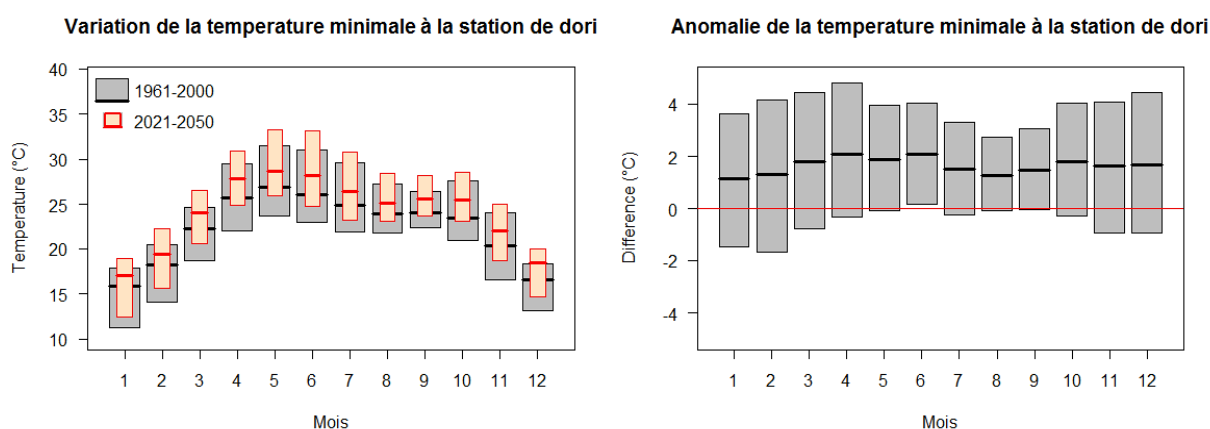 Variation de la temperature minimale à la station de dori
40
35
30
25
20
15
10
Temperature (°C)
1961-2000
2021-2050
1 2 3 4 5 6 7 8 9 10 11 12
Mois
Anomalie de la temperature minimale à la station de dori
4
2
0
-2
-4
Difference (°C)
1 2 3 4 5 6 7 8 9 10 11 12
Mois